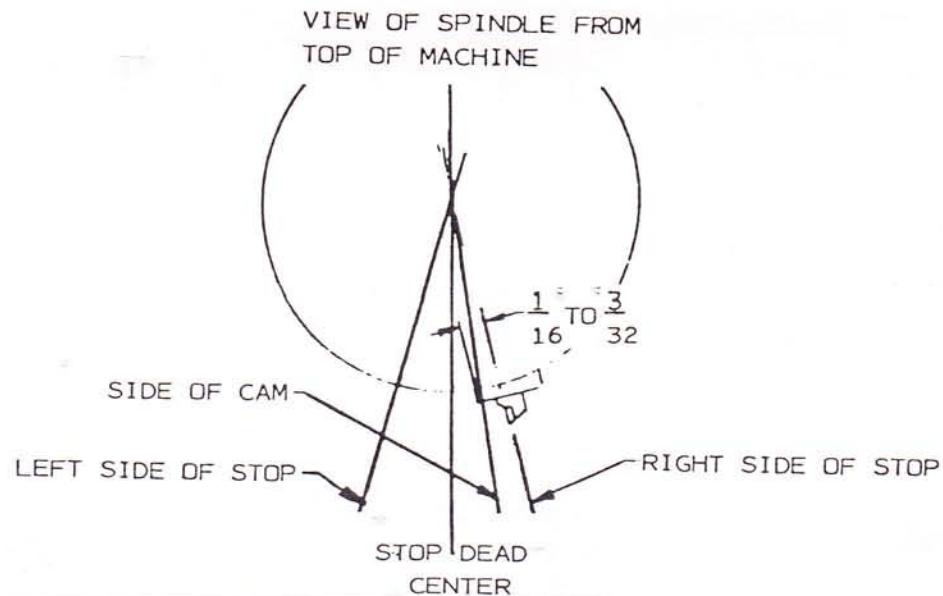 VIEW OF SPINDLE FROM
TOP OF MACHINE
1/16 TO 3/32
SIDE OF CAM
LEFT SIDE OF STOP
RIGHT SIDE OF STOP
STOP DEAD
CENTER